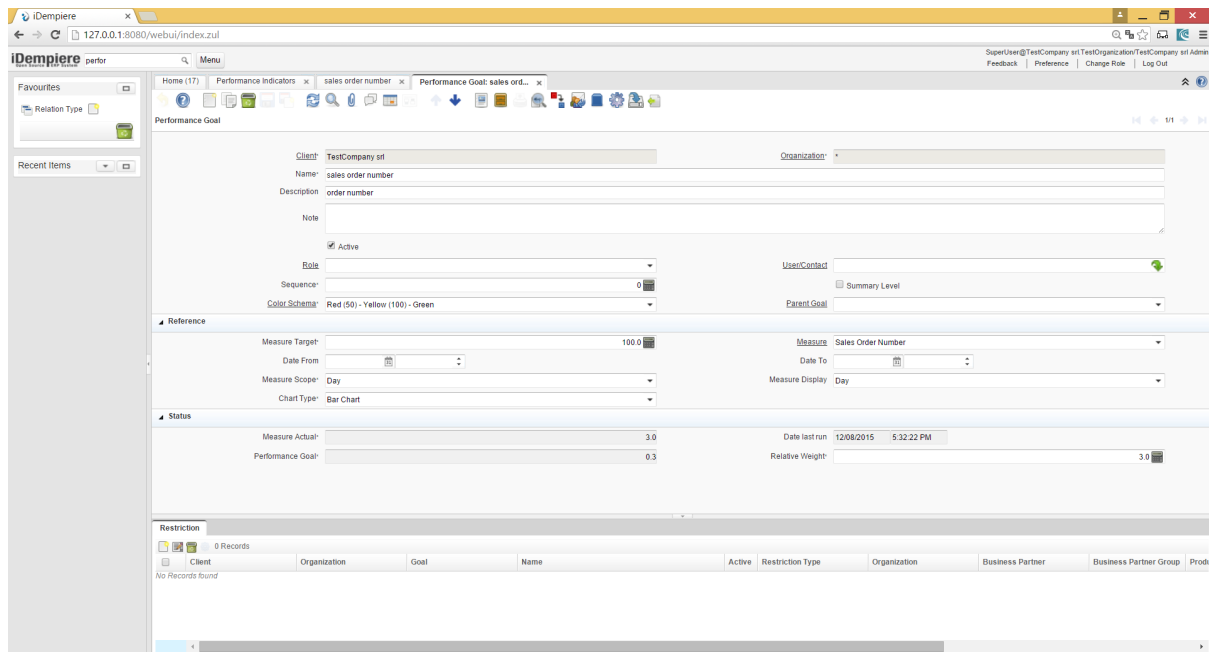 iDempiere
127.0.0.1:8080/webui/index.zul
iDempiere perfor Menu
SuperUser@TestCompany srl.TestOrganization/TestCompany srl Admin
Feedback | Preference | Change Role | Log Out
Home (17) Performance Indicators x sales order number x Performance Goal: sales ord... x
Favourites
Relation Type
Performance Goal 1/1
Recent Items
Client* TestCompany srl Organization* *
Name* sales order number
Description order number
Note
Active
Role User/Contact
Sequence* 0 Summary Level
Color Schema* Red (50) - Yellow (100) - Green Parent Goal
Reference
Measure Target* 100.0 Measure Sales Order Number
Date From Date To
Measure Scope* Day Measure Display Day
Chart Type* Bar Chart
Status
Measure Actual* 3.0 Date last run 12/08/2015 5:32:22 PM
Performance Goal* 0.3 Relative Weight* 3.0
Restriction
0 Records
Client Organization Goal Name Active Restriction Type Organization Business Partner Business Partner Group Produ
No Records found